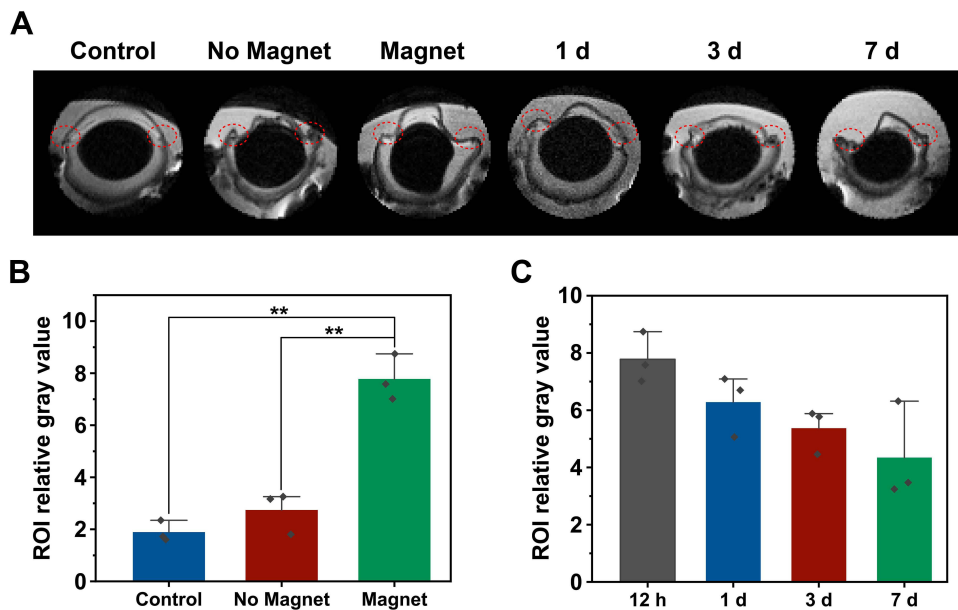 A
Control No Magnet Magnet 1 d 3 d 7 d
B
ROI relative gray value
10
8
6
4
2
0
**
**
Control No Magnet Magnet
C
ROI relative gray value
10
8
6
4
2
0
12 h 1 d 3 d 7 d